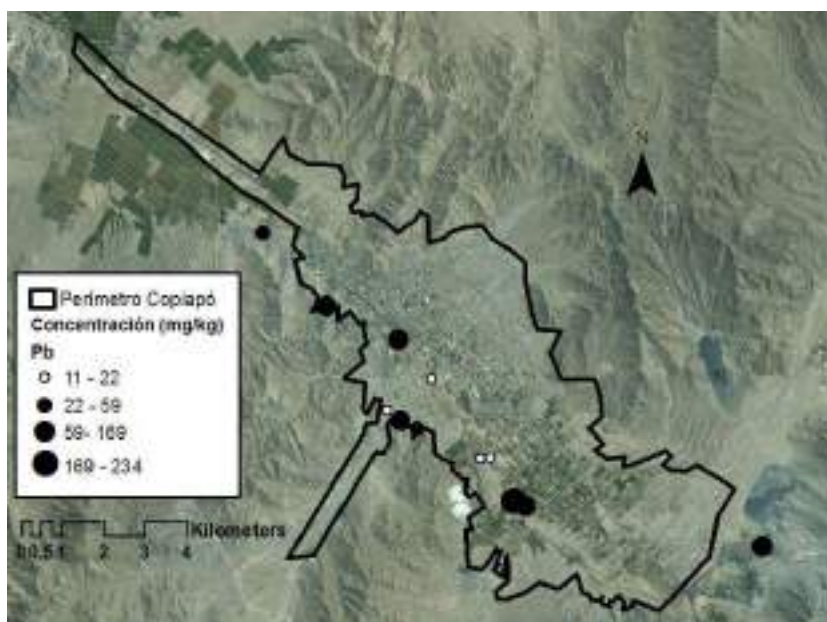 N
Perímetro Copiapó
Concentración (mg/kg)
Pb
11 - 22
22 - 59
59- 169
169 - 234
Kilometers
0 0.5 1 2 3 4